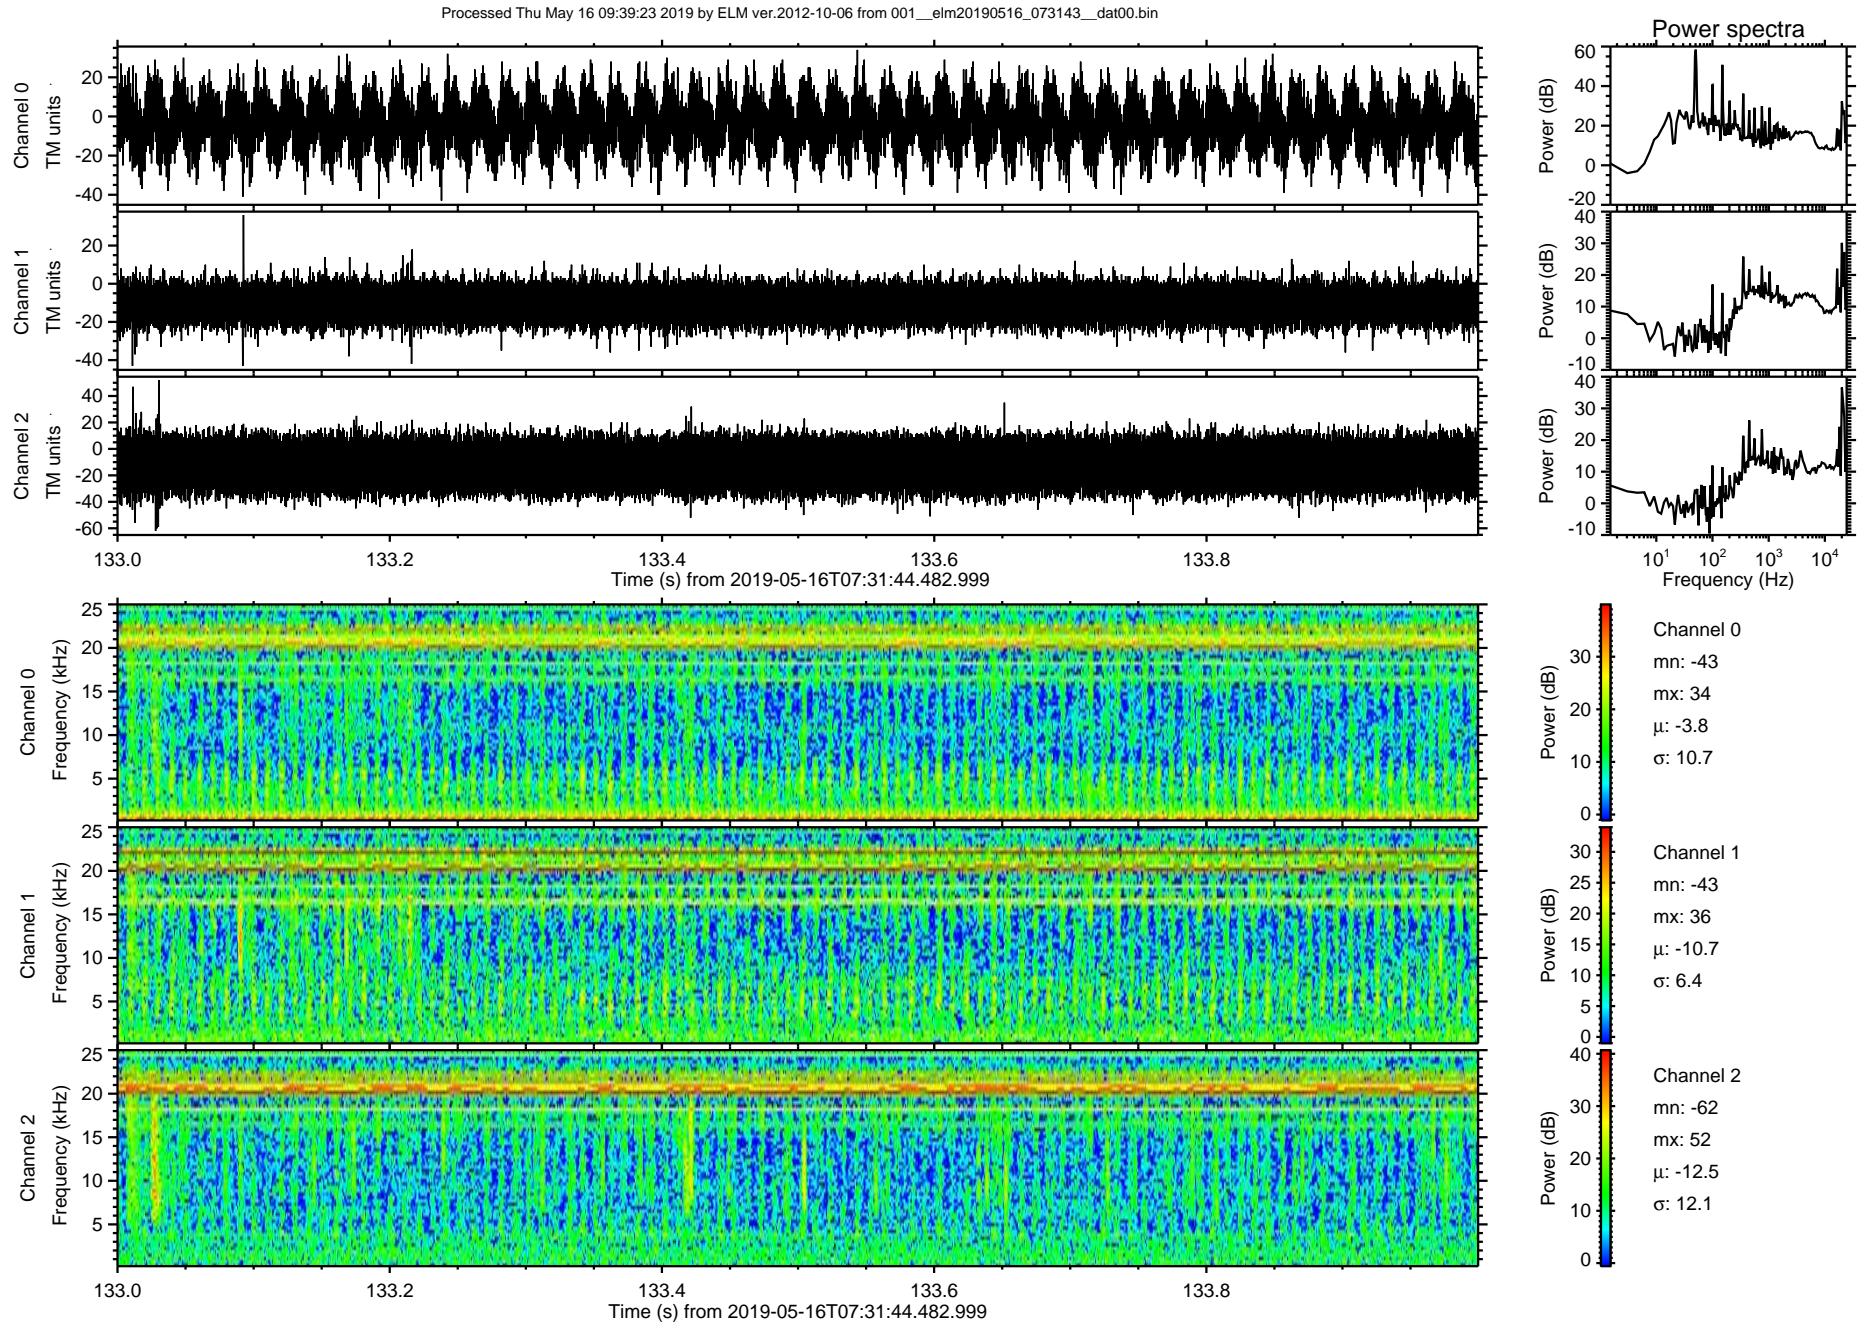 Processed Thu May 16 09:39:23 2019 by ELM ver.2012-10-06 from 001__elm20190516_073143__dat00.bin
Power spectra
Channel 0
TM units
20
0
-20
-40
Power (dB)
60
40
20
0
-20
Channel 1
TM units
20
0
-20
-40
Power (dB)
40
30
20
10
0
-10
Channel 2
TM units
40
20
0
-20
-40
-60
Power (dB)
40
30
20
10
0
-10
133.0 133.2 133.4 133.6 133.8
Time (s) from 2019-05-16T07:31:44.482.999
10¹ 10² 10³ 10⁴
Frequency (Hz)
Channel 0
Frequency (kHz)
25
20
15
10
5
Power (dB)
30
20
10
0
Channel 0
mn: -43
mx: 34
µ: -3.8
σ: 10.7
Channel 1
Frequency (kHz)
25
20
15
10
5
Power (dB)
30
25
20
15
10
5
0
Channel 1
mn: -43
mx: 36
µ: -10.7
σ: 6.4
Channel 2
Frequency (kHz)
25
20
15
10
5
Power (dB)
40
30
20
10
0
Channel 2
mn: -62
mx: 52
µ: -12.5
σ: 12.1
133.0 133.2 133.4 133.6 133.8
Time (s) from 2019-05-16T07:31:44.482.999